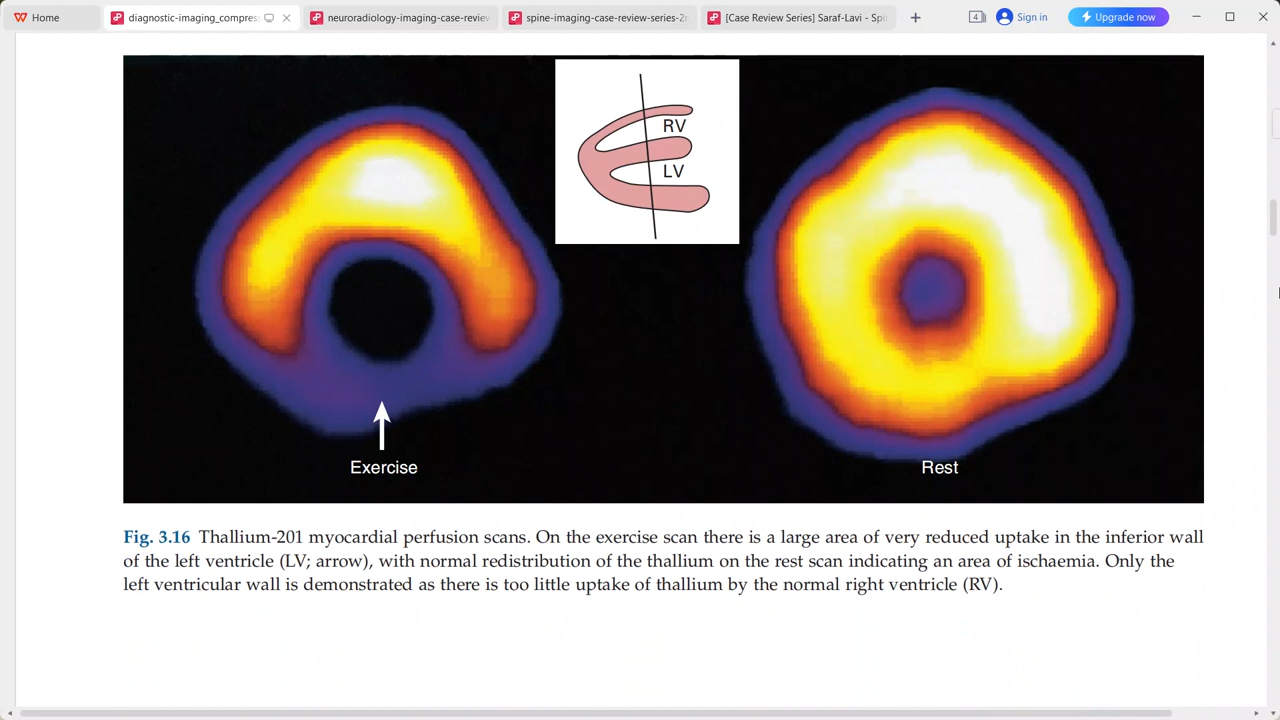 Home
diagnostic-imaging_compress
neuroradiology-imaging-case-review
spine-imaging-case-review-series-2
[Case Review Series] Saraf-Lavi - Spi
4
Sign in
Upgrade now
RV
LV
Exercise
Rest
Fig. 3.16 Thallium-201 myocardial perfusion scans. On the exercise scan there is a large area of very reduced uptake in the inferior wall
of the left ventricle (LV; arrow), with normal redistribution of the thallium on the rest scan indicating an area of ischaemia. Only the
left ventricular wall is demonstrated as there is too little uptake of thallium by the normal right ventricle (RV).